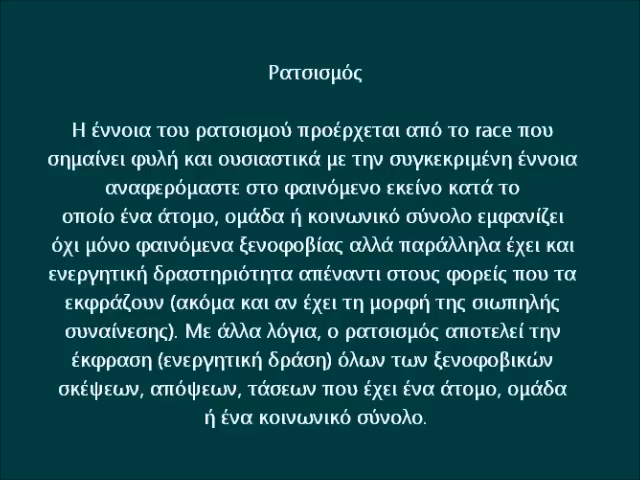 Ρατσισμός
Η έννοια του ρατσισμού προέρχεται από το race που
σημαίνει φυλή και ουσιαστικά με την συγκεκριμένη έννοια
αναφερόμαστε στο φαινόμενο εκείνο κατά το
οποίο ένα άτομο, ομάδα ή κοινωνικό σύνολο εμφανίζει
όχι μόνο φαινόμενα ξενοφοβίας αλλά παράλληλα έχει και
ενεργητική δραστηριότητα απέναντι στους φορείς που τα
εκφράζουν (ακόμα και αν έχει τη μορφή της σιωπηλής
συναίνεσης). Με άλλα λόγια, ο ρατσισμός αποτελεί την
έκφραση (ενεργητική δράση) όλων των ξενοφοβικών
σκέψεων, απόψεων, τάσεων που έχει ένα άτομο, ομάδα
ή ένα κοινωνικό σύνολο.